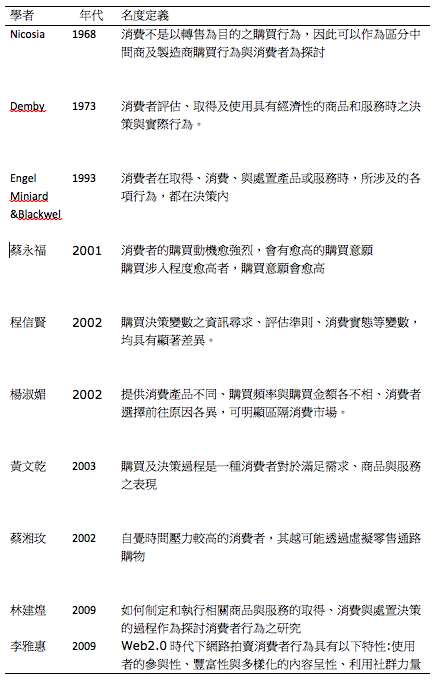 學者 年代 名度定義
Nicosia 1968 消費不是以轉售為目的之購買行為，因此可以作為區分中
間商及製造商購買行為與消費者為探討
Demby 1973 消費者評估、取得及使用具有經濟性的商品和服務時之決
策與實際行為。
Engel 1993 消費者在取得、消費、與處置產品或服務時，所涉及的各
Miniard 項行為，都在決策內
&Blackwel
蔡永福 2001 消費者的購買動機愈強烈，會有愈高的購買意願
購買涉入程度愈高者，購買意願會愈高
程信賢 2002 購買決策變數之資訊尋求、評估準則、消費實態等變數，
均具有顯著差異。
楊淑媚 2002 提供消費產品不同、購買頻率與購買金額各不相、消費者
選擇前往原因各異，可明顯區隔消費市場。
黃文乾 2003 購買及決策過程是一種消費者對於滿足需求、商品與服務
之表現
蔡湘玫 2002 自覺時間壓力較高的消費者，其越可能透過虛擬零售通路
購物
林建煌 2009 如何制定和執行相關商品與服務的取得、消費與處置決策
的過程作為探討消費者行為之研究
李雅惠 2009 Web2.0 時代下網路拍賣消費者行為具有以下特性:使用
者的參與性、豐富性與多樣化的內容呈性、利用社群力量